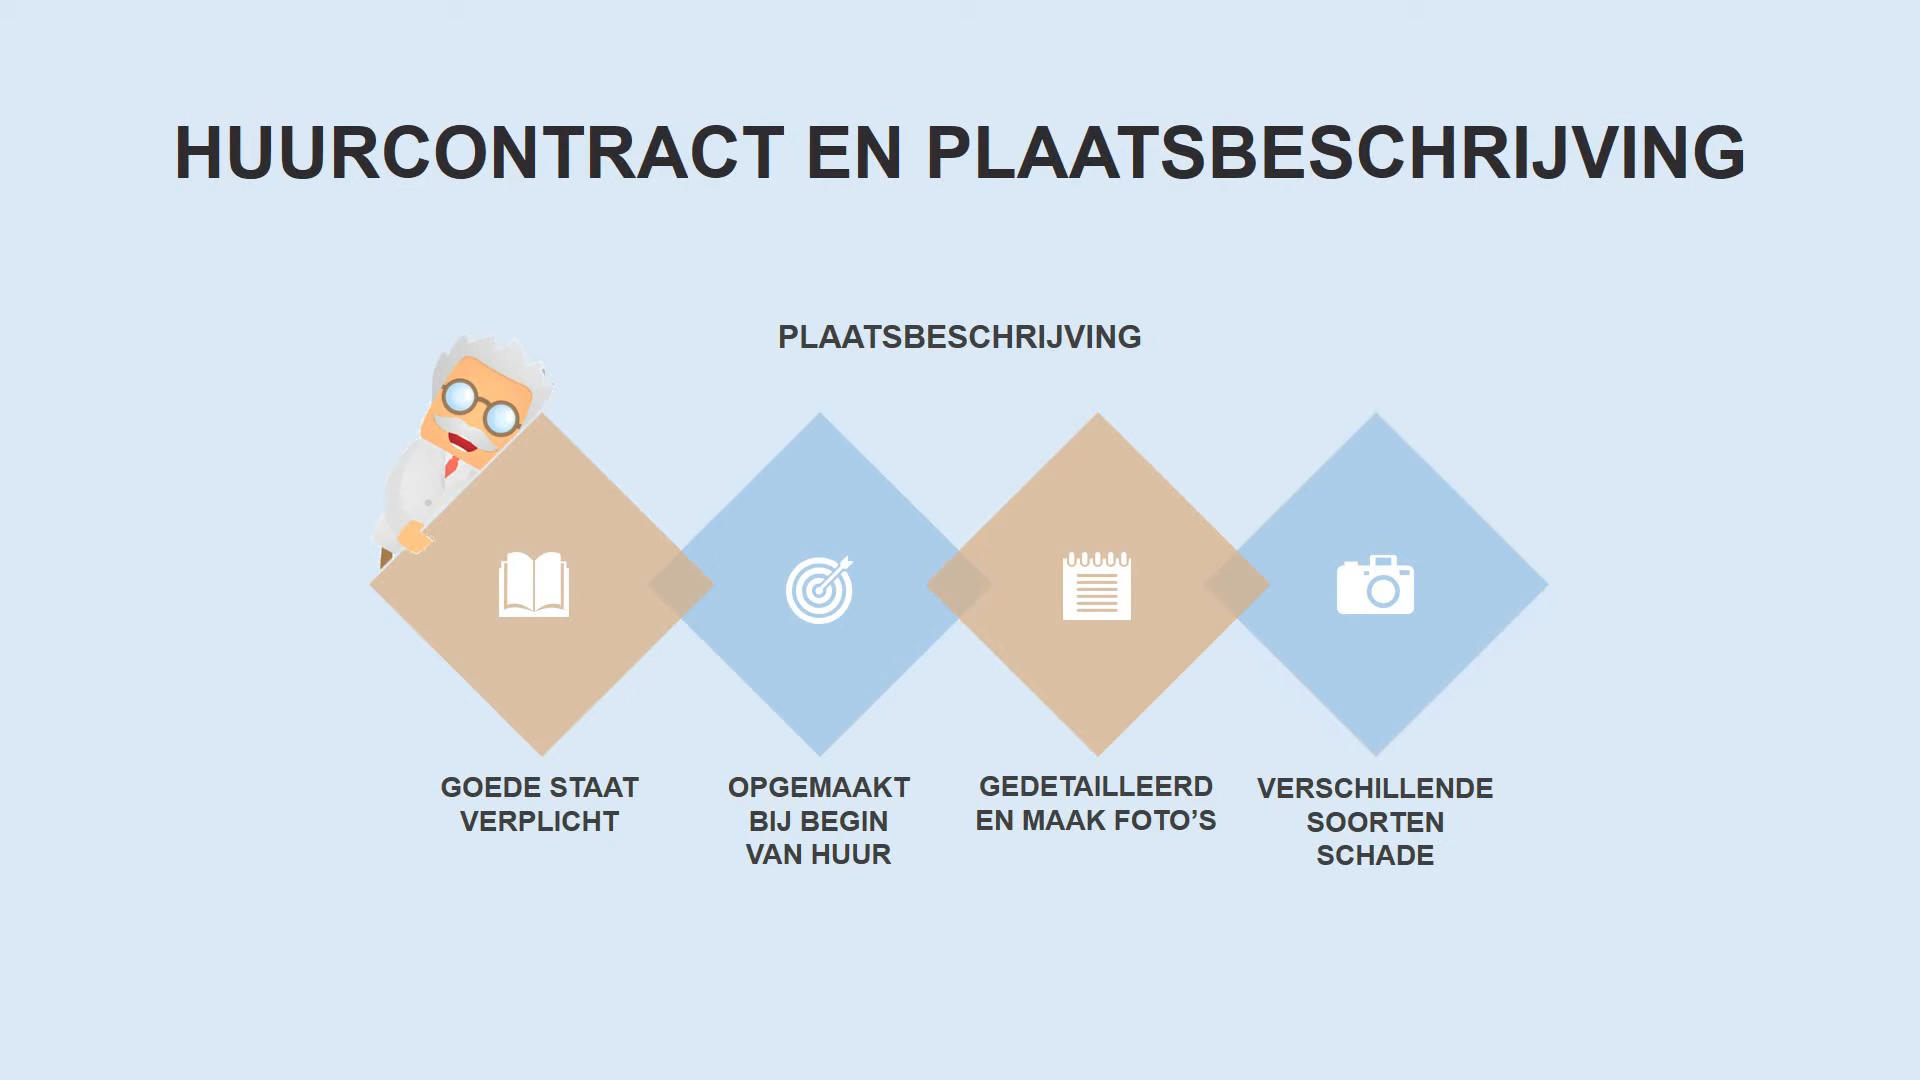 HUURCONTRACT EN PLAATSBESCHRIJVING
PLAATSBESCHRIJVING
GOEDE STAAT
VERPLICHT
OPGEMAAKT
BIJ BEGIN
VAN HUUR
GEDETAILLEERD
EN MAAK FOTO’S
VERSCHILLENDE
SOORTEN
SCHADE